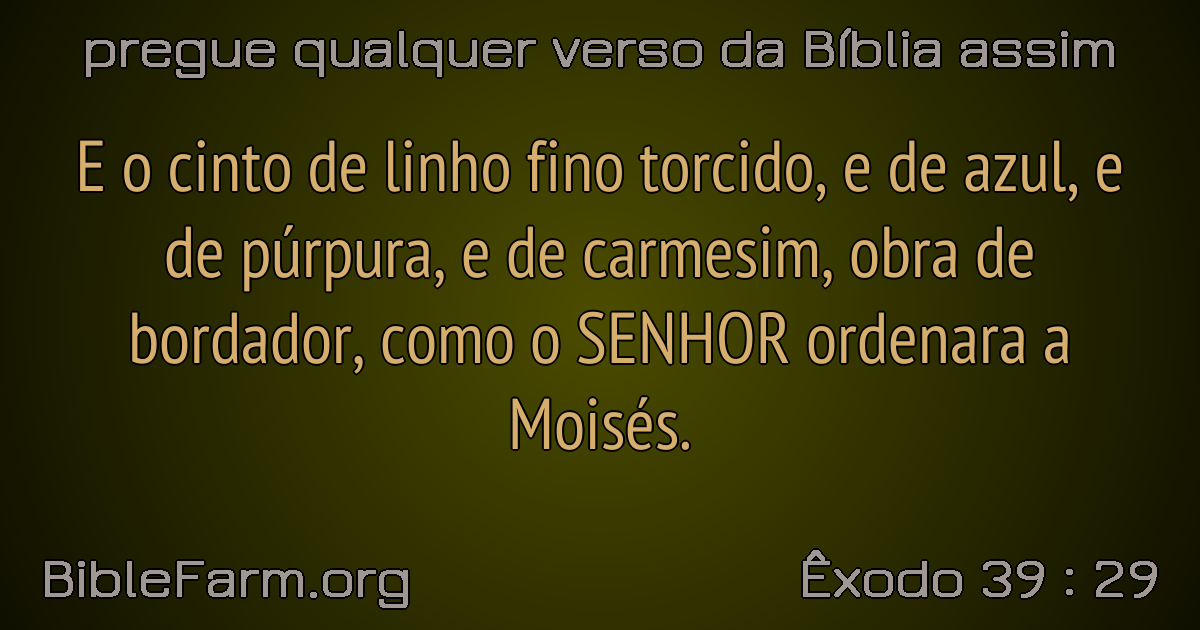 pregue qualquer verso da Bíblia assim
E o cinto de linho fino torcido, e de azul, e
de púrpura, e de carmesim, obra de
bordador, como o SENHOR ordenara a
Moisés.
BibleFarm.org
Êxodo 39 : 29